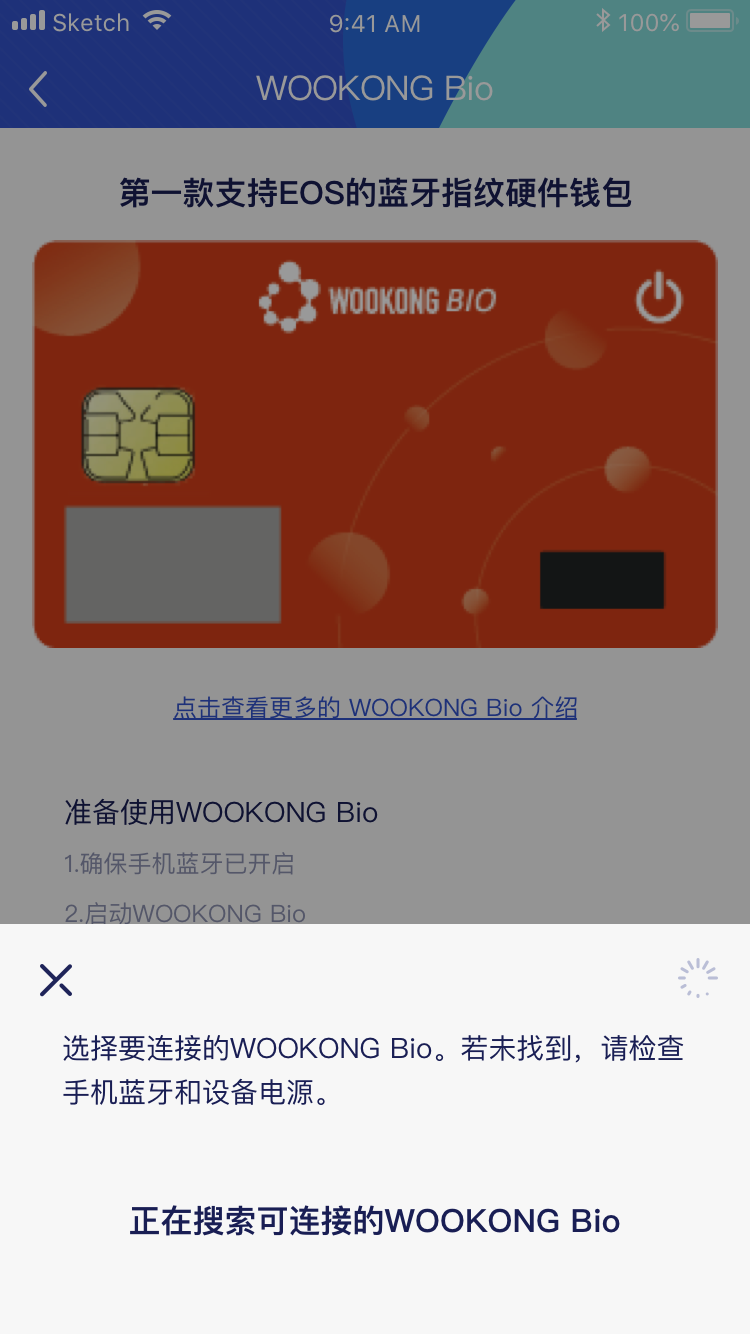 Sketch 9:41 AM 100%
WOOKONG Bio
第一款支持EOS的蓝牙指纹硬件钱包
WOOKONG BIO
点击查看更多的 WOOKONG Bio 介绍
准备使用WOOKONG Bio
1.确保手机蓝牙已开启
2.启动WOOKONG Bio
选择要连接的WOOKONG Bio。若未找到，请检查
手机蓝牙和设备电源。
正在搜索可连接的WOOKONG Bio